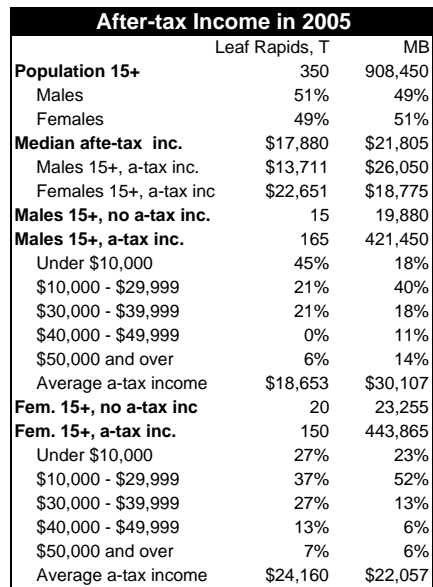 After-tax Income in 2005
Leaf Rapids, T MB
Population 15+ 350 908,450
Males 51% 49%
Females 49% 51%
Median afte-tax inc. $17,880 $21,805
Males 15+, a-tax inc. $13,711 $26,050
Females 15+, a-tax inc $22,651 $18,775
Males 15+, no a-tax inc. 15 19,880
Males 15+, a-tax inc. 165 421,450
Under $10,000 45% 18%
$10,000 - $29,999 21% 40%
$30,000 - $39,999 21% 18%
$40,000 - $49,999 0% 11%
$50,000 and over 6% 14%
Average a-tax income $18,653 $30,107
Fem. 15+, no a-tax inc 20 23,255
Fem. 15+, a-tax inc. 150 443,865
Under $10,000 27% 23%
$10,000 - $29,999 37% 52%
$30,000 - $39,999 27% 13%
$40,000 - $49,999 13% 6%
$50,000 and over 7% 6%
Average a-tax income $24,160 $22,057